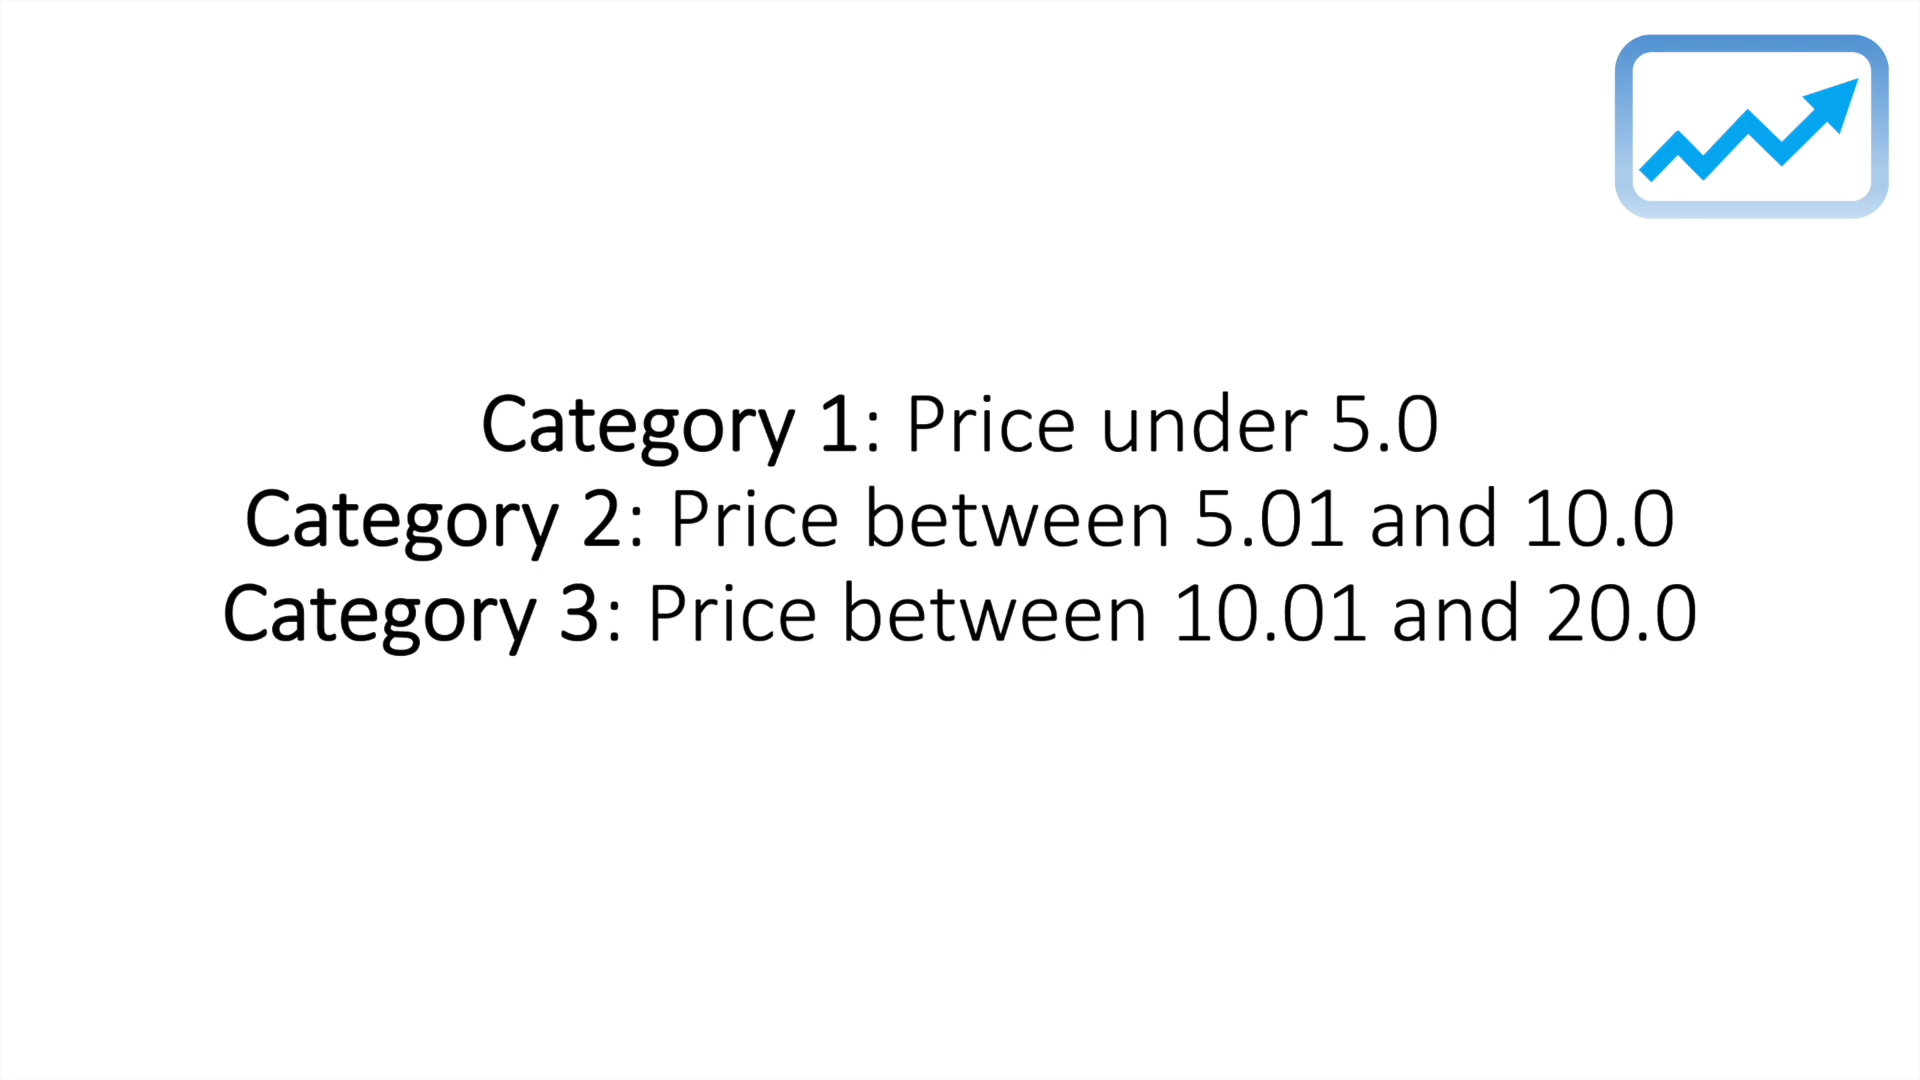 Category 1: Price under 5.0
Category 2: Price between 5.01 and 10.0
Category 3: Price between 10.01 and 20.0